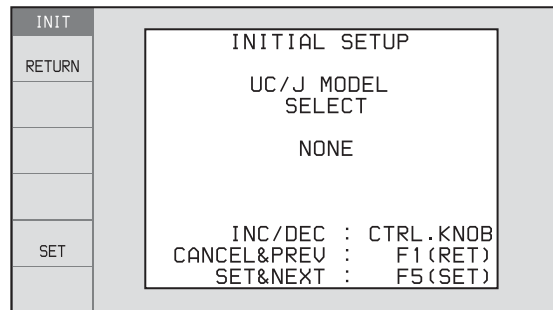 INIT
RETURN
SET
INITIAL SETUP
UC/J MODEL
SELECT
NONE
INC/DEC : CTRL.KNOB
CANCEL&PREV : F1(RET)
SET&NEXT : F5(SET)